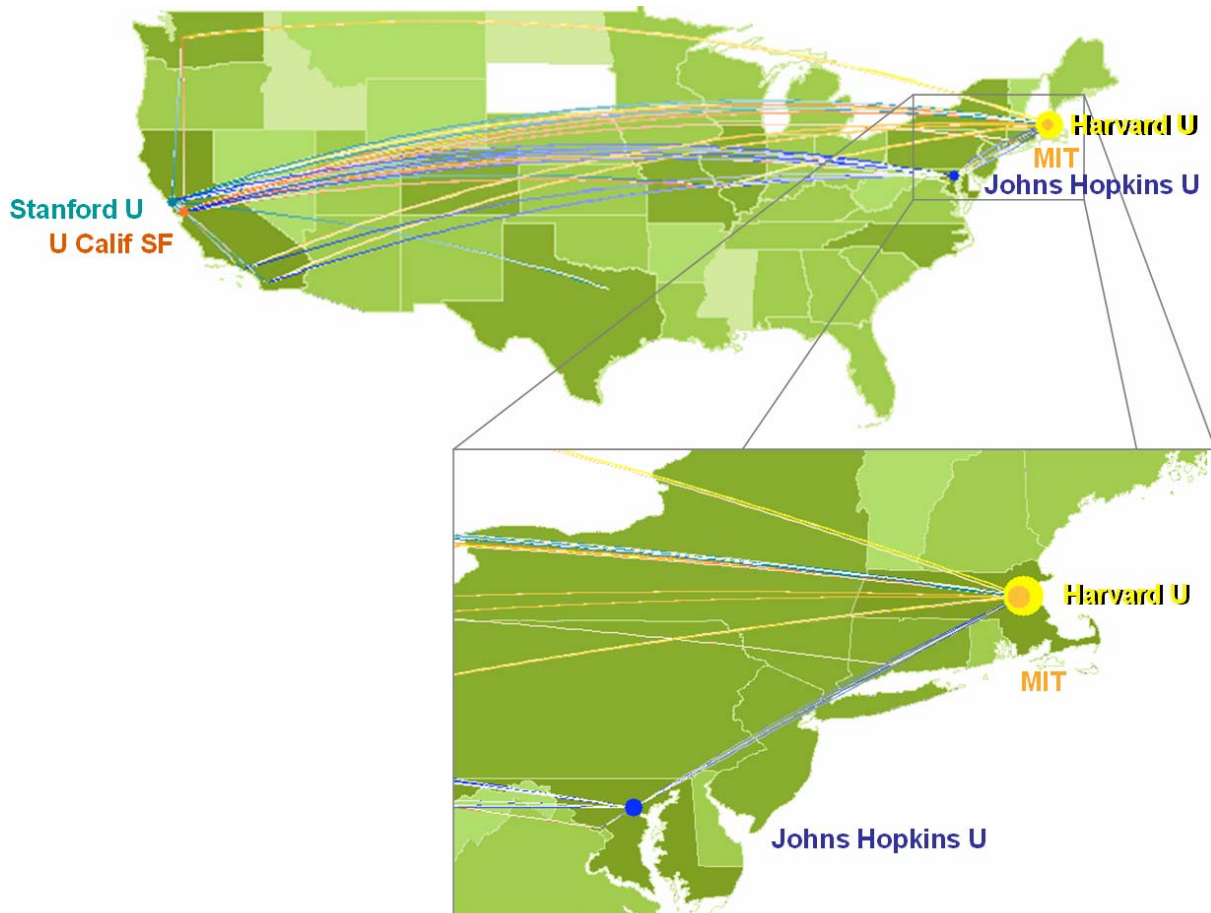 Harvard U
MIT
Johns Hopkins U
Stanford U
U Calif SF
Harvard U
MIT
Johns Hopkins U